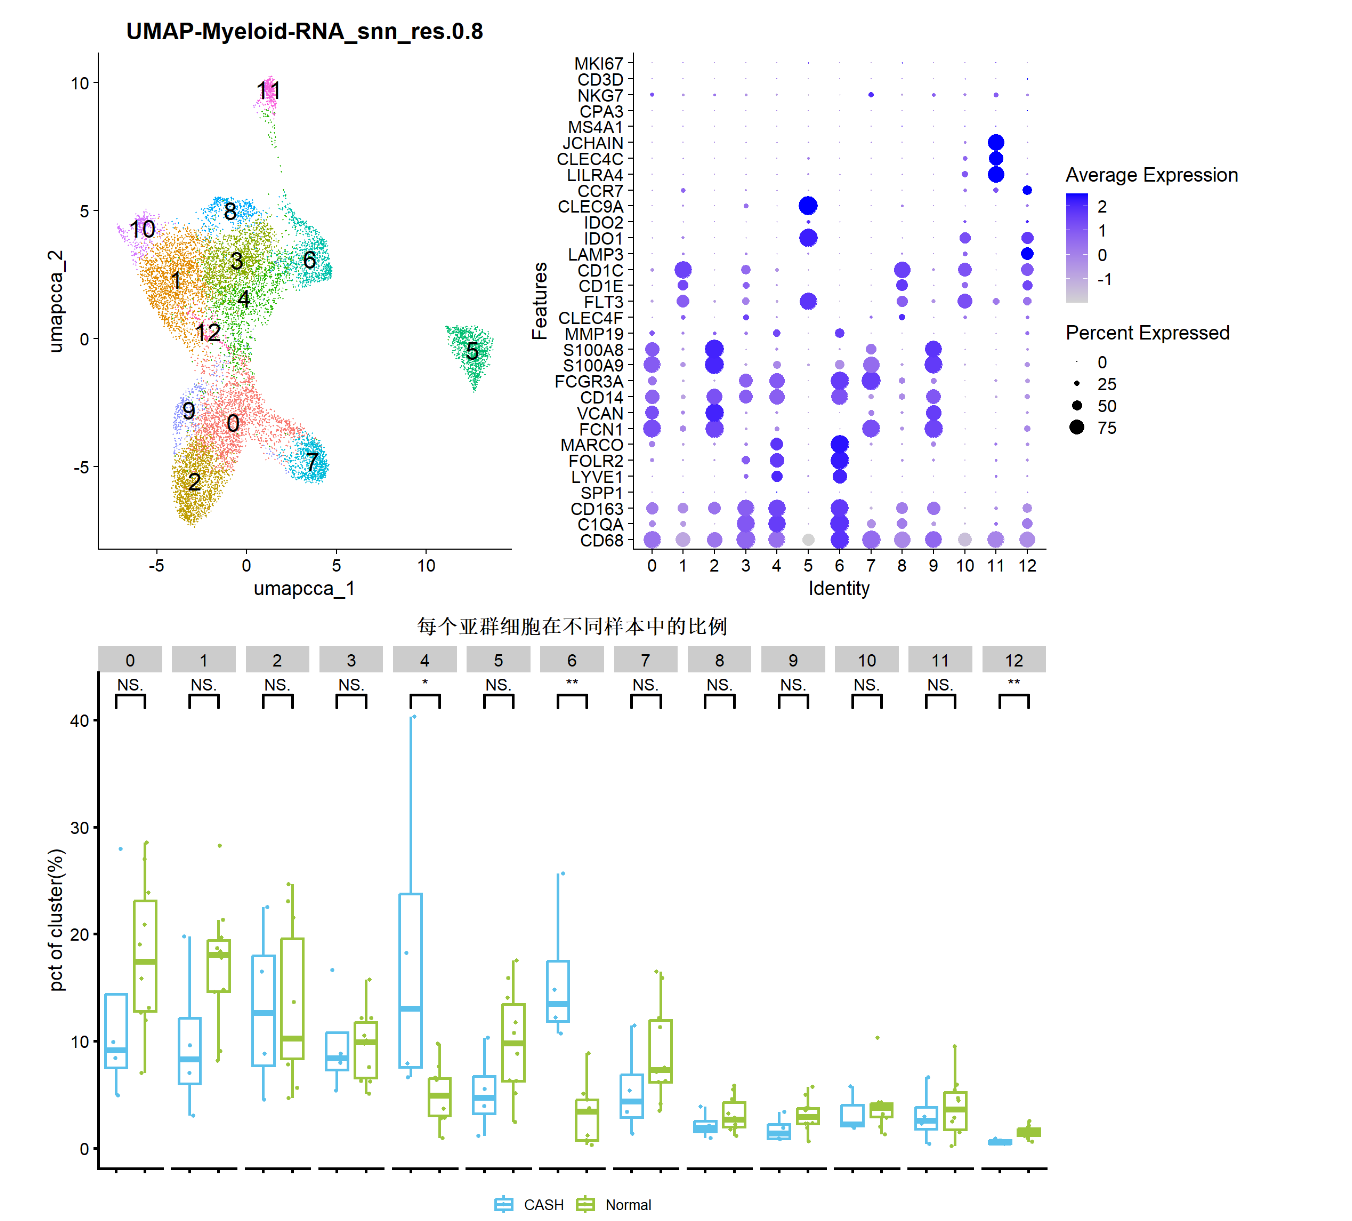 UMAP-Myeloid-RNA_snn_res.0.8
10
5
0
-5
umapcca_2
11
8
10
3
6
1
4
12
5
9
0
7
2
-5
0
5
10
umapcca_1
Features
MKI67
CD3D
NKG7
CPA3
MS4A1
JCHAIN
CLEC4C
LILRA4
CCR7
CLEC9A
IDO2
IDO1
LAMP3
CD1C
CD1E
FLT3
CLEC4F
MMP19
S100A8
S100A9
FCGR3A
CD14
VCAN
FCN1
MARCO
FOLR2
LYVE1
SPP1
CD163
C1QA
CD68
0 1 2 3 4 5 6 7 8 9 10 11 12
Identity
Average Expression
2
1
0
-1
Percent Expressed
0
25
50
75
每个亚群细胞在不同样本中的比例
0 1 2 3 4 5 6 7 8 9 10 11 12
NS. NS. NS. NS. * NS. ** NS. NS. NS. NS. NS. **
40
30
20
10
0
pct of cluster(%)
CASH Normal